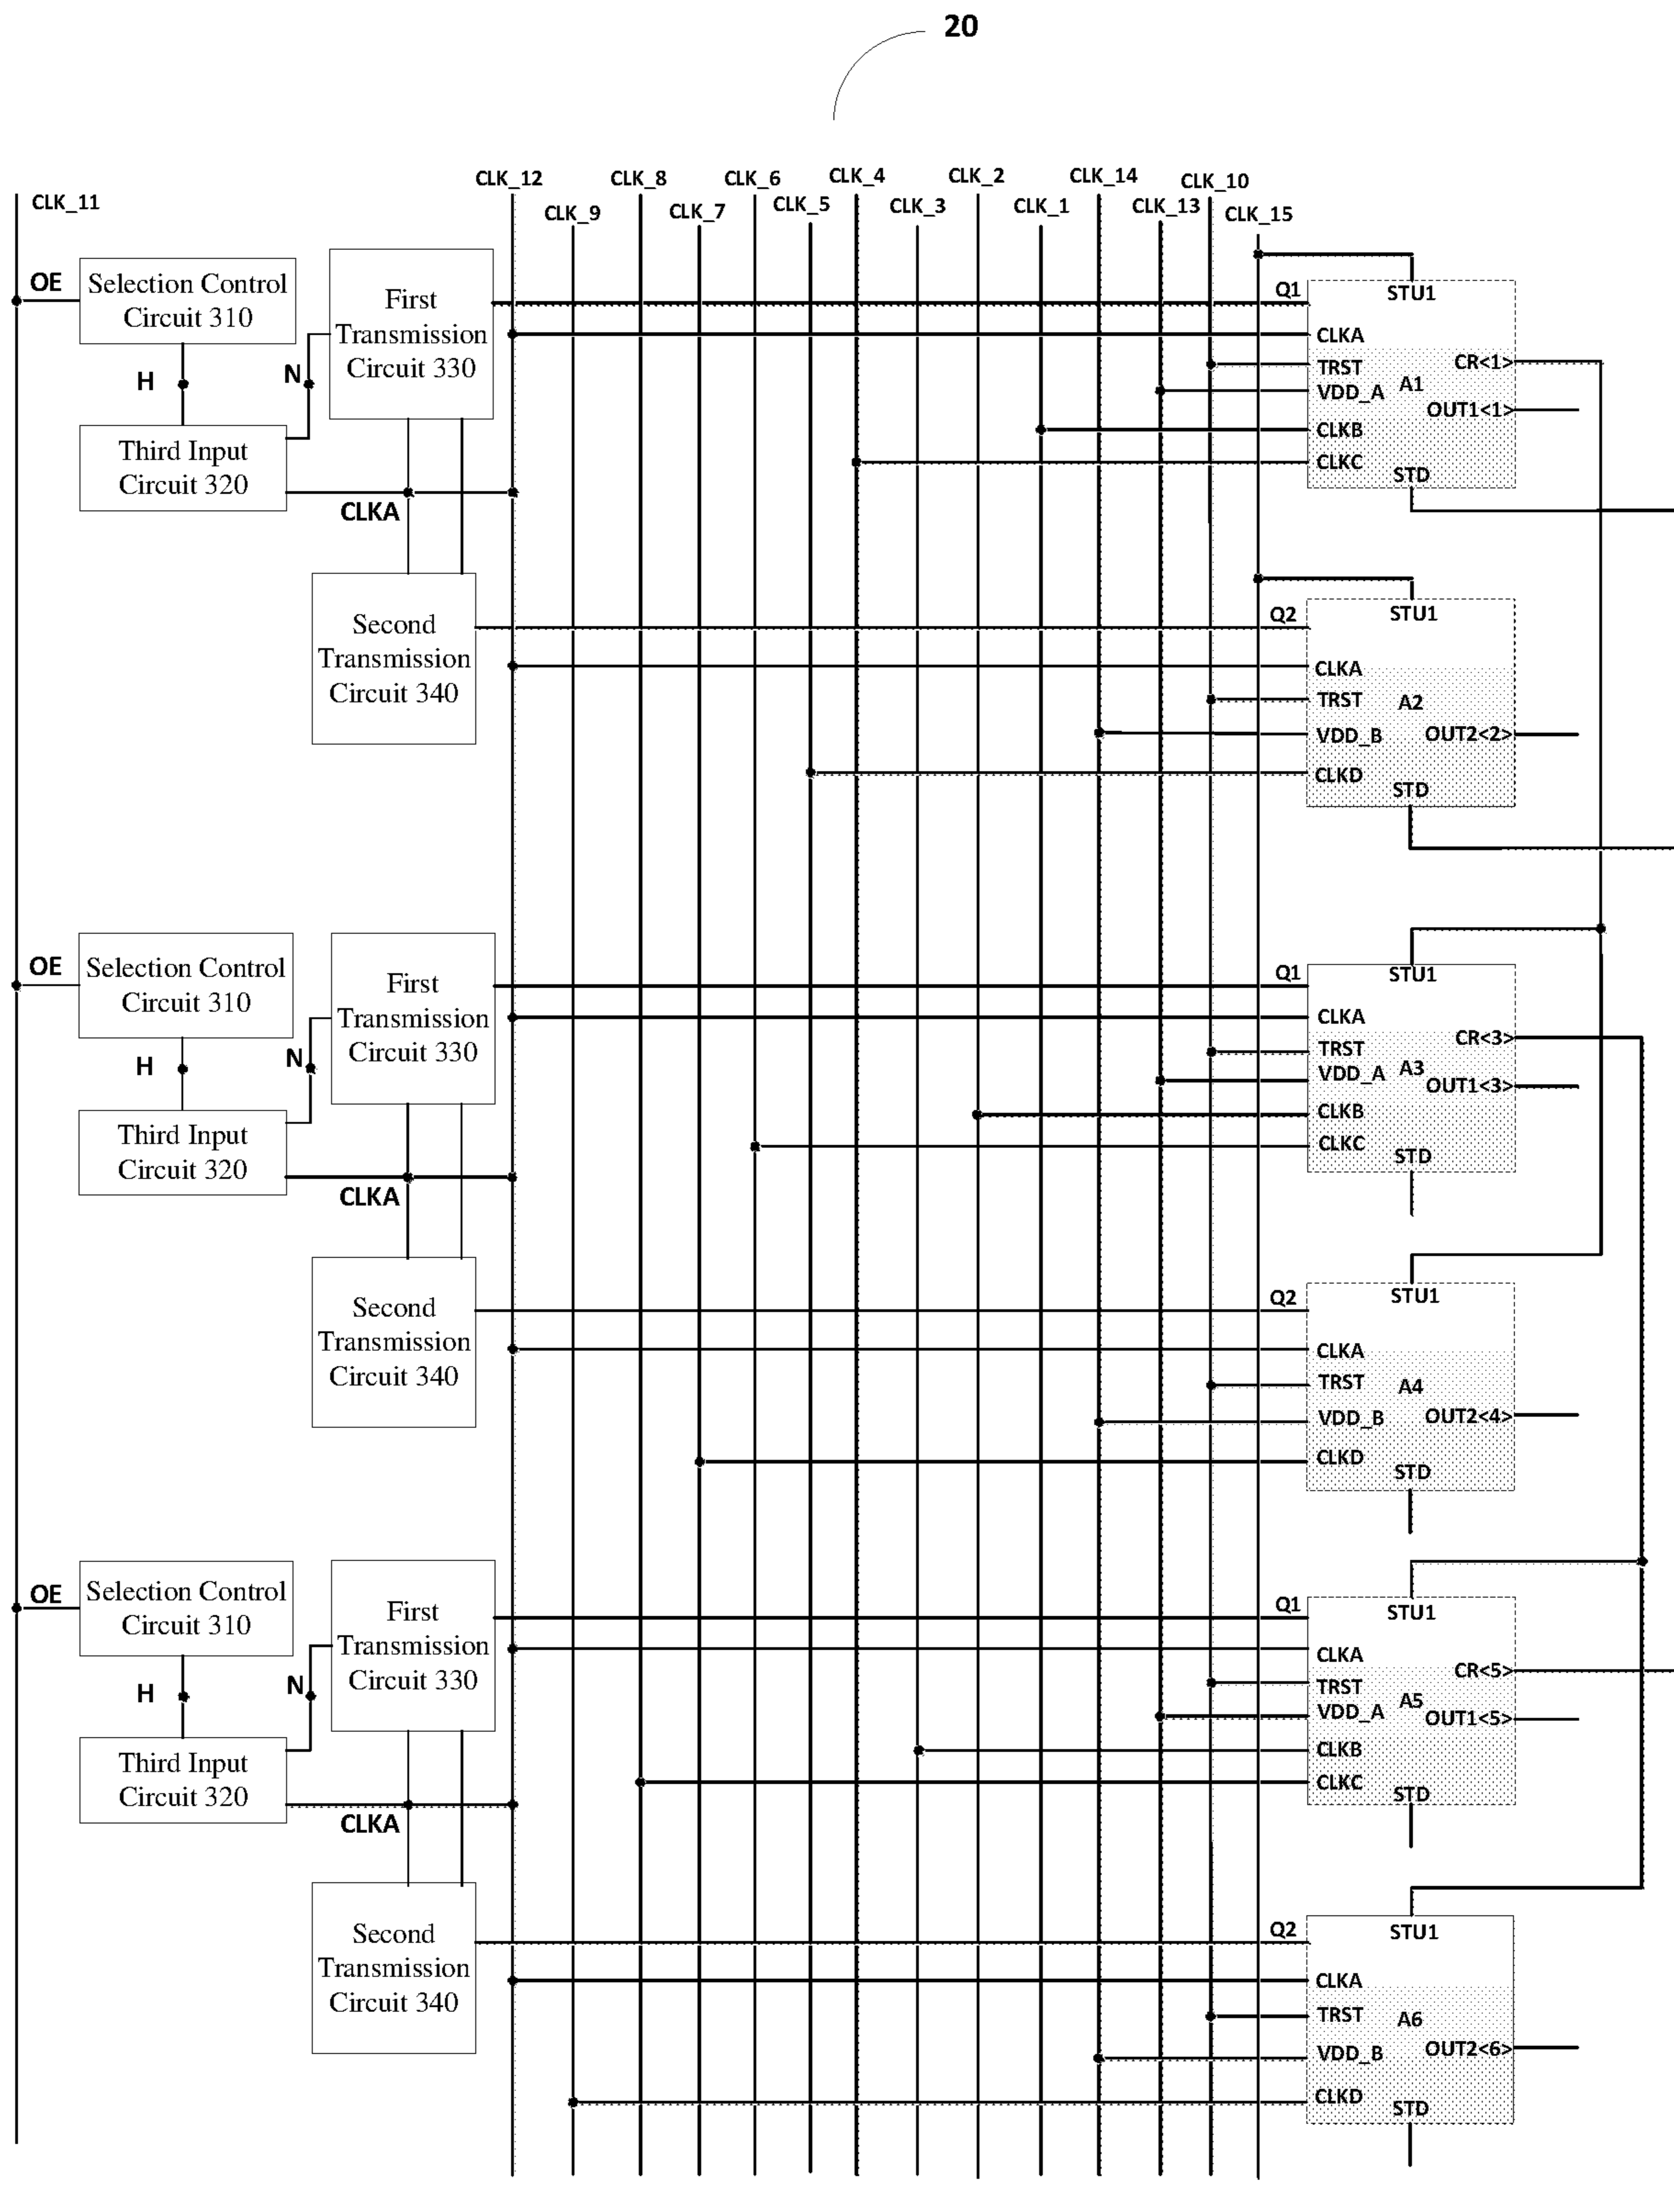 20
CLK_11
CLK_12
CLK_9
CLK_8
CLK_7
CLK_6
CLK_5
CLK_4
CLK_3
CLK_2
CLK_1
CLK_14
CLK_13
CLK_10
CLK_15
OE
Selection Control
Circuit 310
H
N
Third Input
Circuit 320
CLKA
First
Transmission
Circuit 330
Second
Transmission
Circuit 340
Q1
STU1
CLKA
TRST
VDD_A
CLKB
CLKC
A1
CR<1>
OUT1<1>
STD
Q2
STU1
CLKA
TRST
VDD_B
CLKD
A2
OUT2<2>
STD
OE
Selection Control
Circuit 310
H
N
Third Input
Circuit 320
CLKA
First
Transmission
Circuit 330
Second
Transmission
Circuit 340
Q1
STU1
CLKA
TRST
VDD_A
CLKB
CLKC
A3
CR<3>
OUT1<3>
STD
Q2
STU1
CLKA
TRST
VDD_B
CLKD
A4
OUT2<4>
STD
OE
Selection Control
Circuit 310
H
N
Third Input
Circuit 320
CLKA
First
Transmission
Circuit 330
Second
Transmission
Circuit 340
Q1
STU1
CLKA
TRST
VDD_A
CLKB
CLKC
A5
CR<5>
OUT1<5>
STD
Q2
STU1
CLKA
TRST
VDD_B
CLKD
A6
OUT2<6>
STD